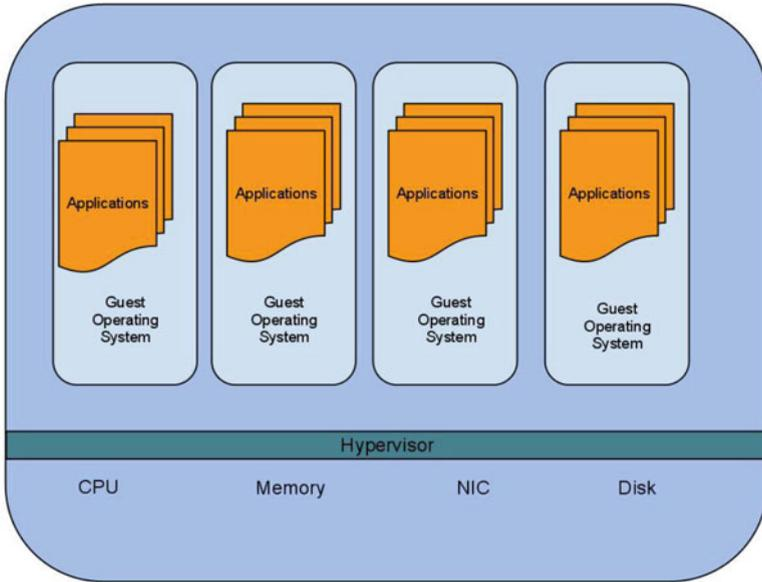 Applications
Applications
Applications
Applications
Guest
Operating
System
Guest
Operating
System
Guest
Operating
System
Guest
Operating
System
Hypervisor
CPU
Memory
NIC
Disk